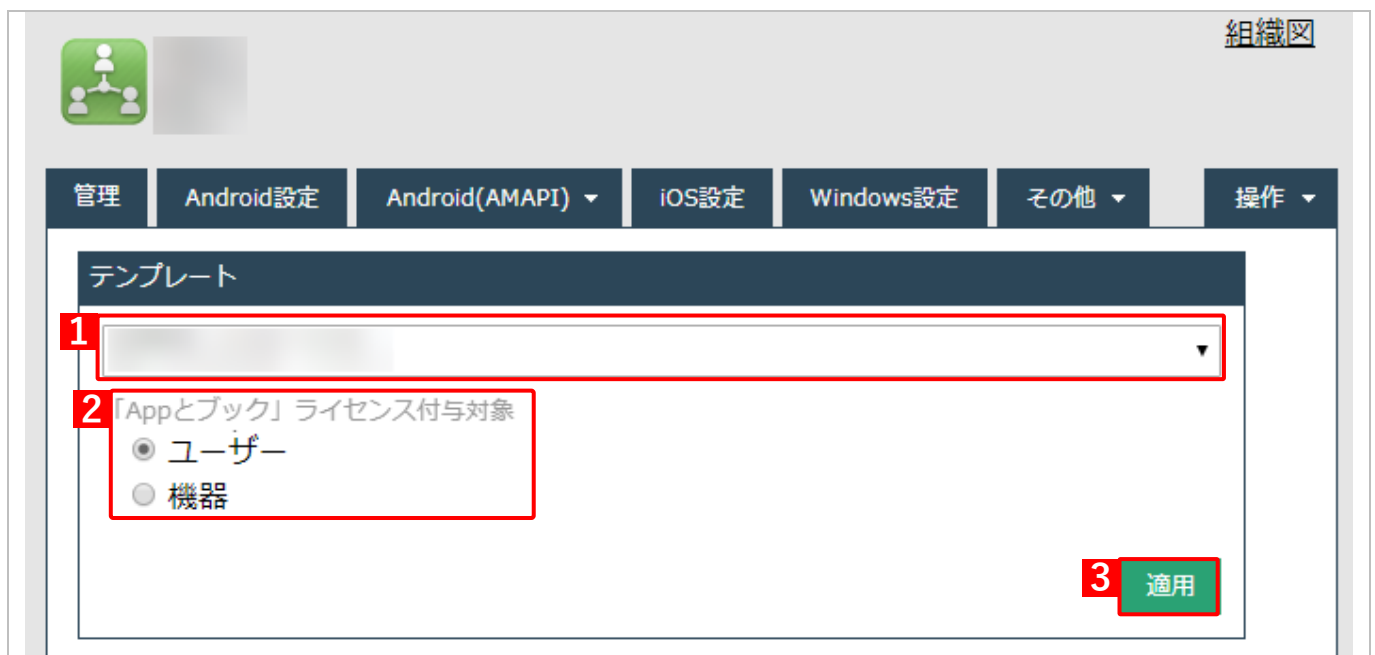 組織図
管理 Android設定 Android(AMAPI) iOS設定 Windows設定 その他 操作
テンプレート
1
2 「Appとブック」ライセンス付与対象
ユーザー
機器
3 適用